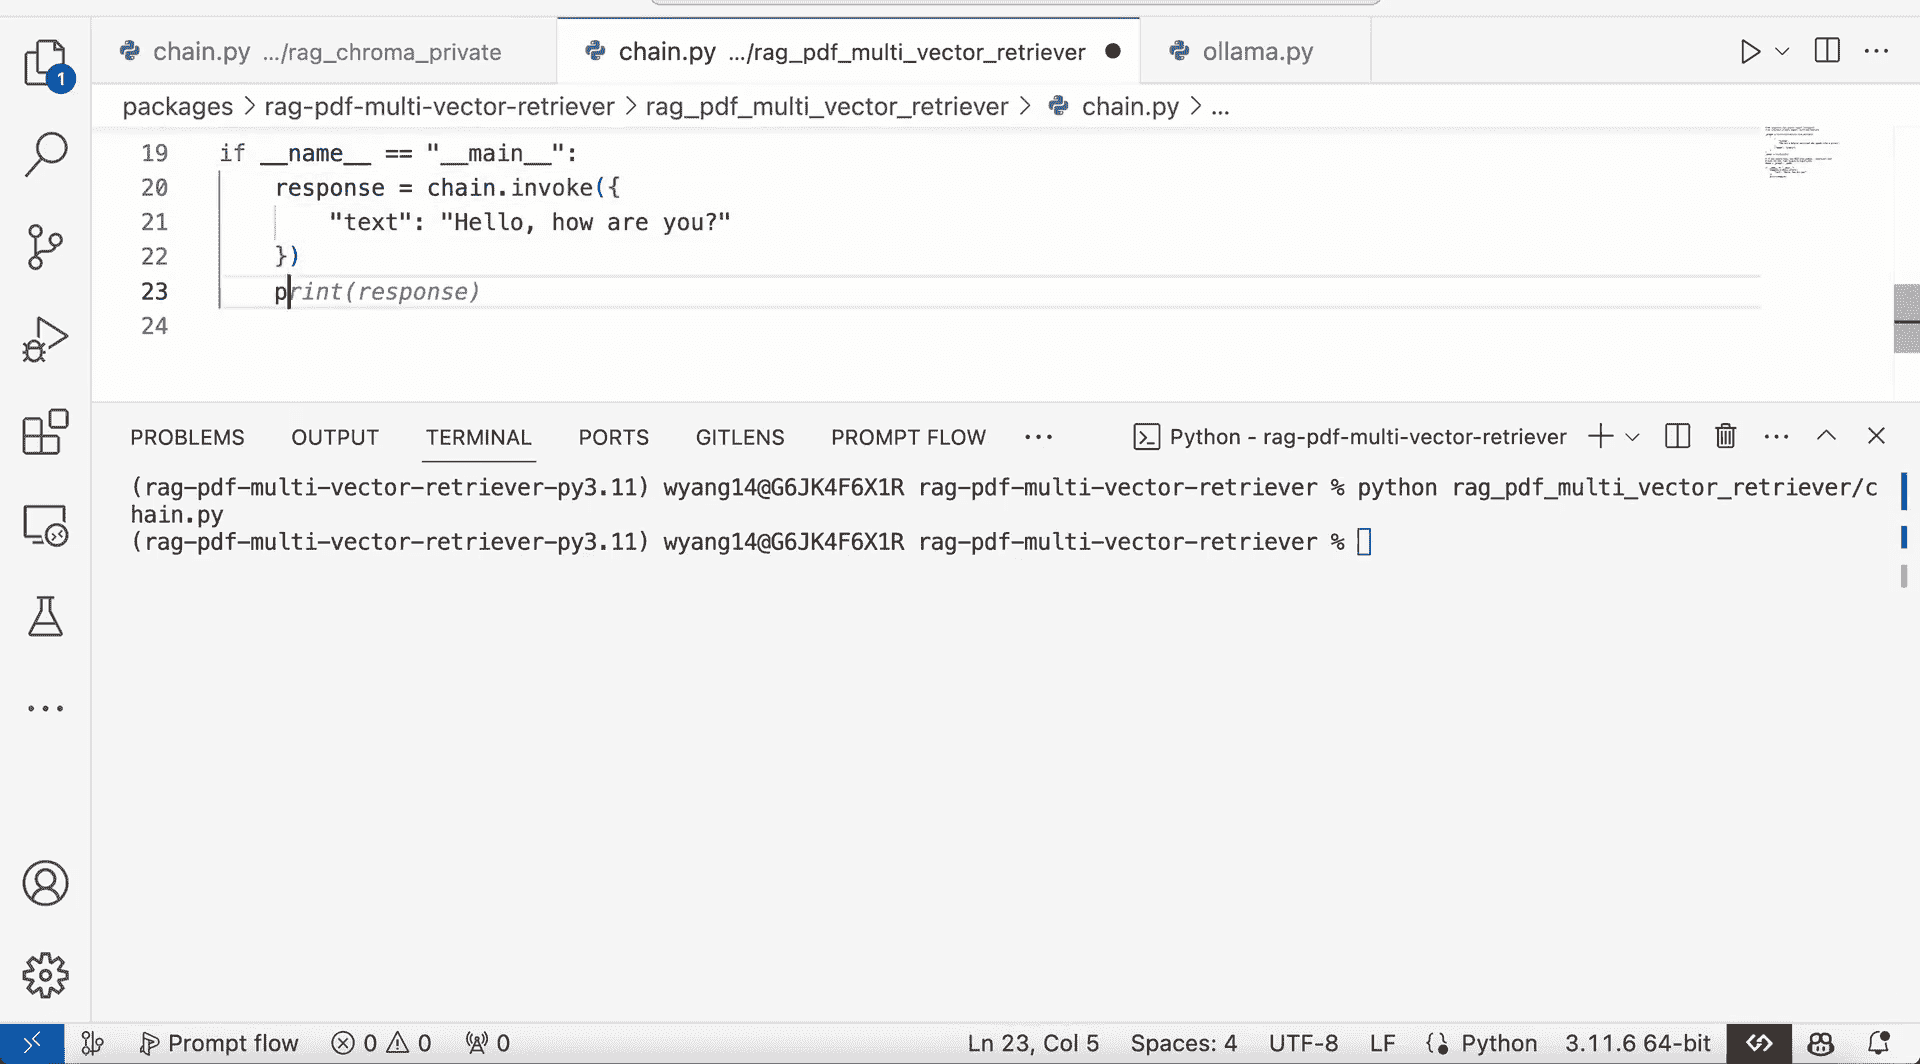 chain.py .../rag_chroma_private
chain.py .../rag_pdf_multi_vector_retriever
ollama.py
1
packages > rag-pdf-multi-vector-retriever > rag_pdf_multi_vector_retriever > chain.py > ...
19 if __name__ == "__main__":
20 response = chain.invoke({
21 "text": "Hello, how are you?"
22 })
23 print(response)
24
PROBLEMS OUTPUT TERMINAL PORTS GITLENS PROMPT FLOW ... Python - rag-pdf-multi-vector-retriever
(rag-pdf-multi-vector-retriever-py3.11) wyang14@G6JK4F6X1R rag-pdf-multi-vector-retriever % python rag_pdf_multi_vector_retriever/c
hain.py
(rag-pdf-multi-vector-retriever-py3.11) wyang14@G6JK4F6X1R rag-pdf-multi-vector-retriever %
Prompt flow 0 0 0 Ln 23, Col 5 Spaces: 4 UTF-8 LF Python 3.11.6 64-bit